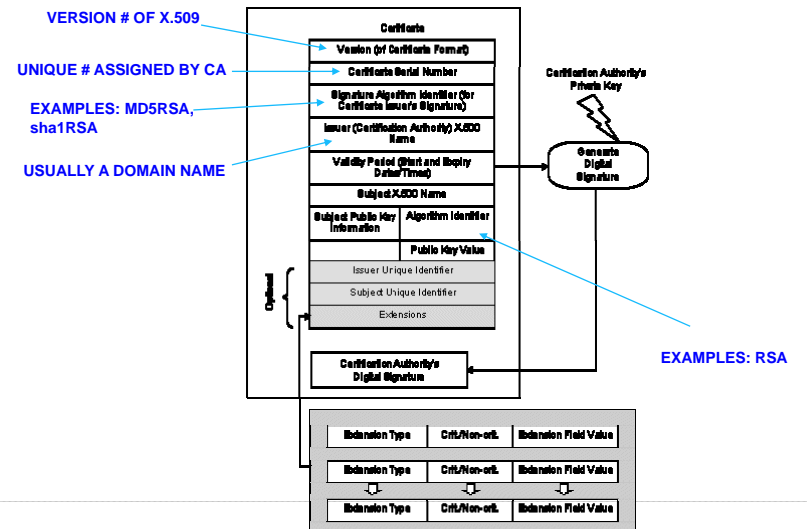 VERSION # OF X.509
UNIQUE # ASSIGNED BY CA
EXAMPLES: MD5RSA,
sha1RSA
USUALLY A DOMAIN NAME
Certificate
Version (of Certificate Format)
Certificate Serial Number
Signature Algorithm Identifier (for
Certificate Issuer's Signature)
Issuer (Certification Authority) X.500
Name
Validity Period (Start and Expiry
Dates/Times)
Subject X.500 Name
Subject Public Key
Information
Algorithm Identifier
Public Key Value
Optional
Issuer Unique Identifier
Subject Unique Identifier
Extensions
Certification Authority's
Digital Signature
Certification Authority's
Private Key
Generate
Digital
Signature
EXAMPLES: RSA
Extension Type
Crit./Non-crit.
Extension Field Value
Extension Type
Crit./Non-crit.
Extension Field Value
Extension Type
Crit./Non-crit.
Extension Field Value